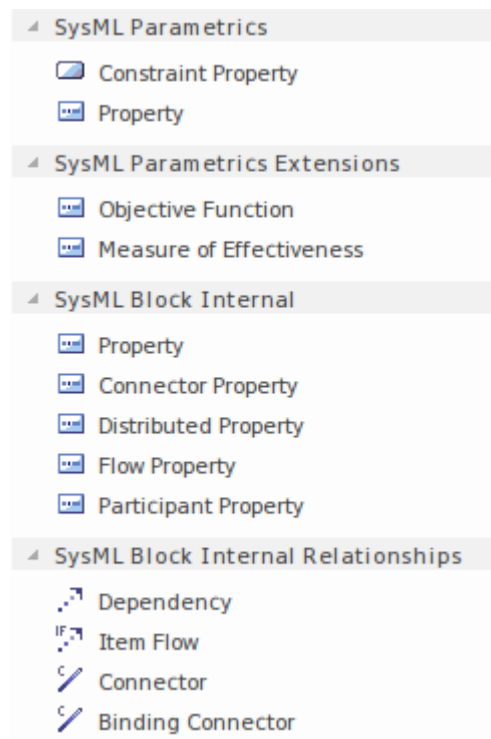 SysML Parametrics
Constraint Property
Property
SysML Parametrics Extensions
Objective Function
Measure of Effectiveness
SysML Block Internal
Property
Connector Property
Distributed Property
Flow Property
Participant Property
SysML Block Internal Relationships
Dependency
IF Item Flow
C Connector
C Binding Connector